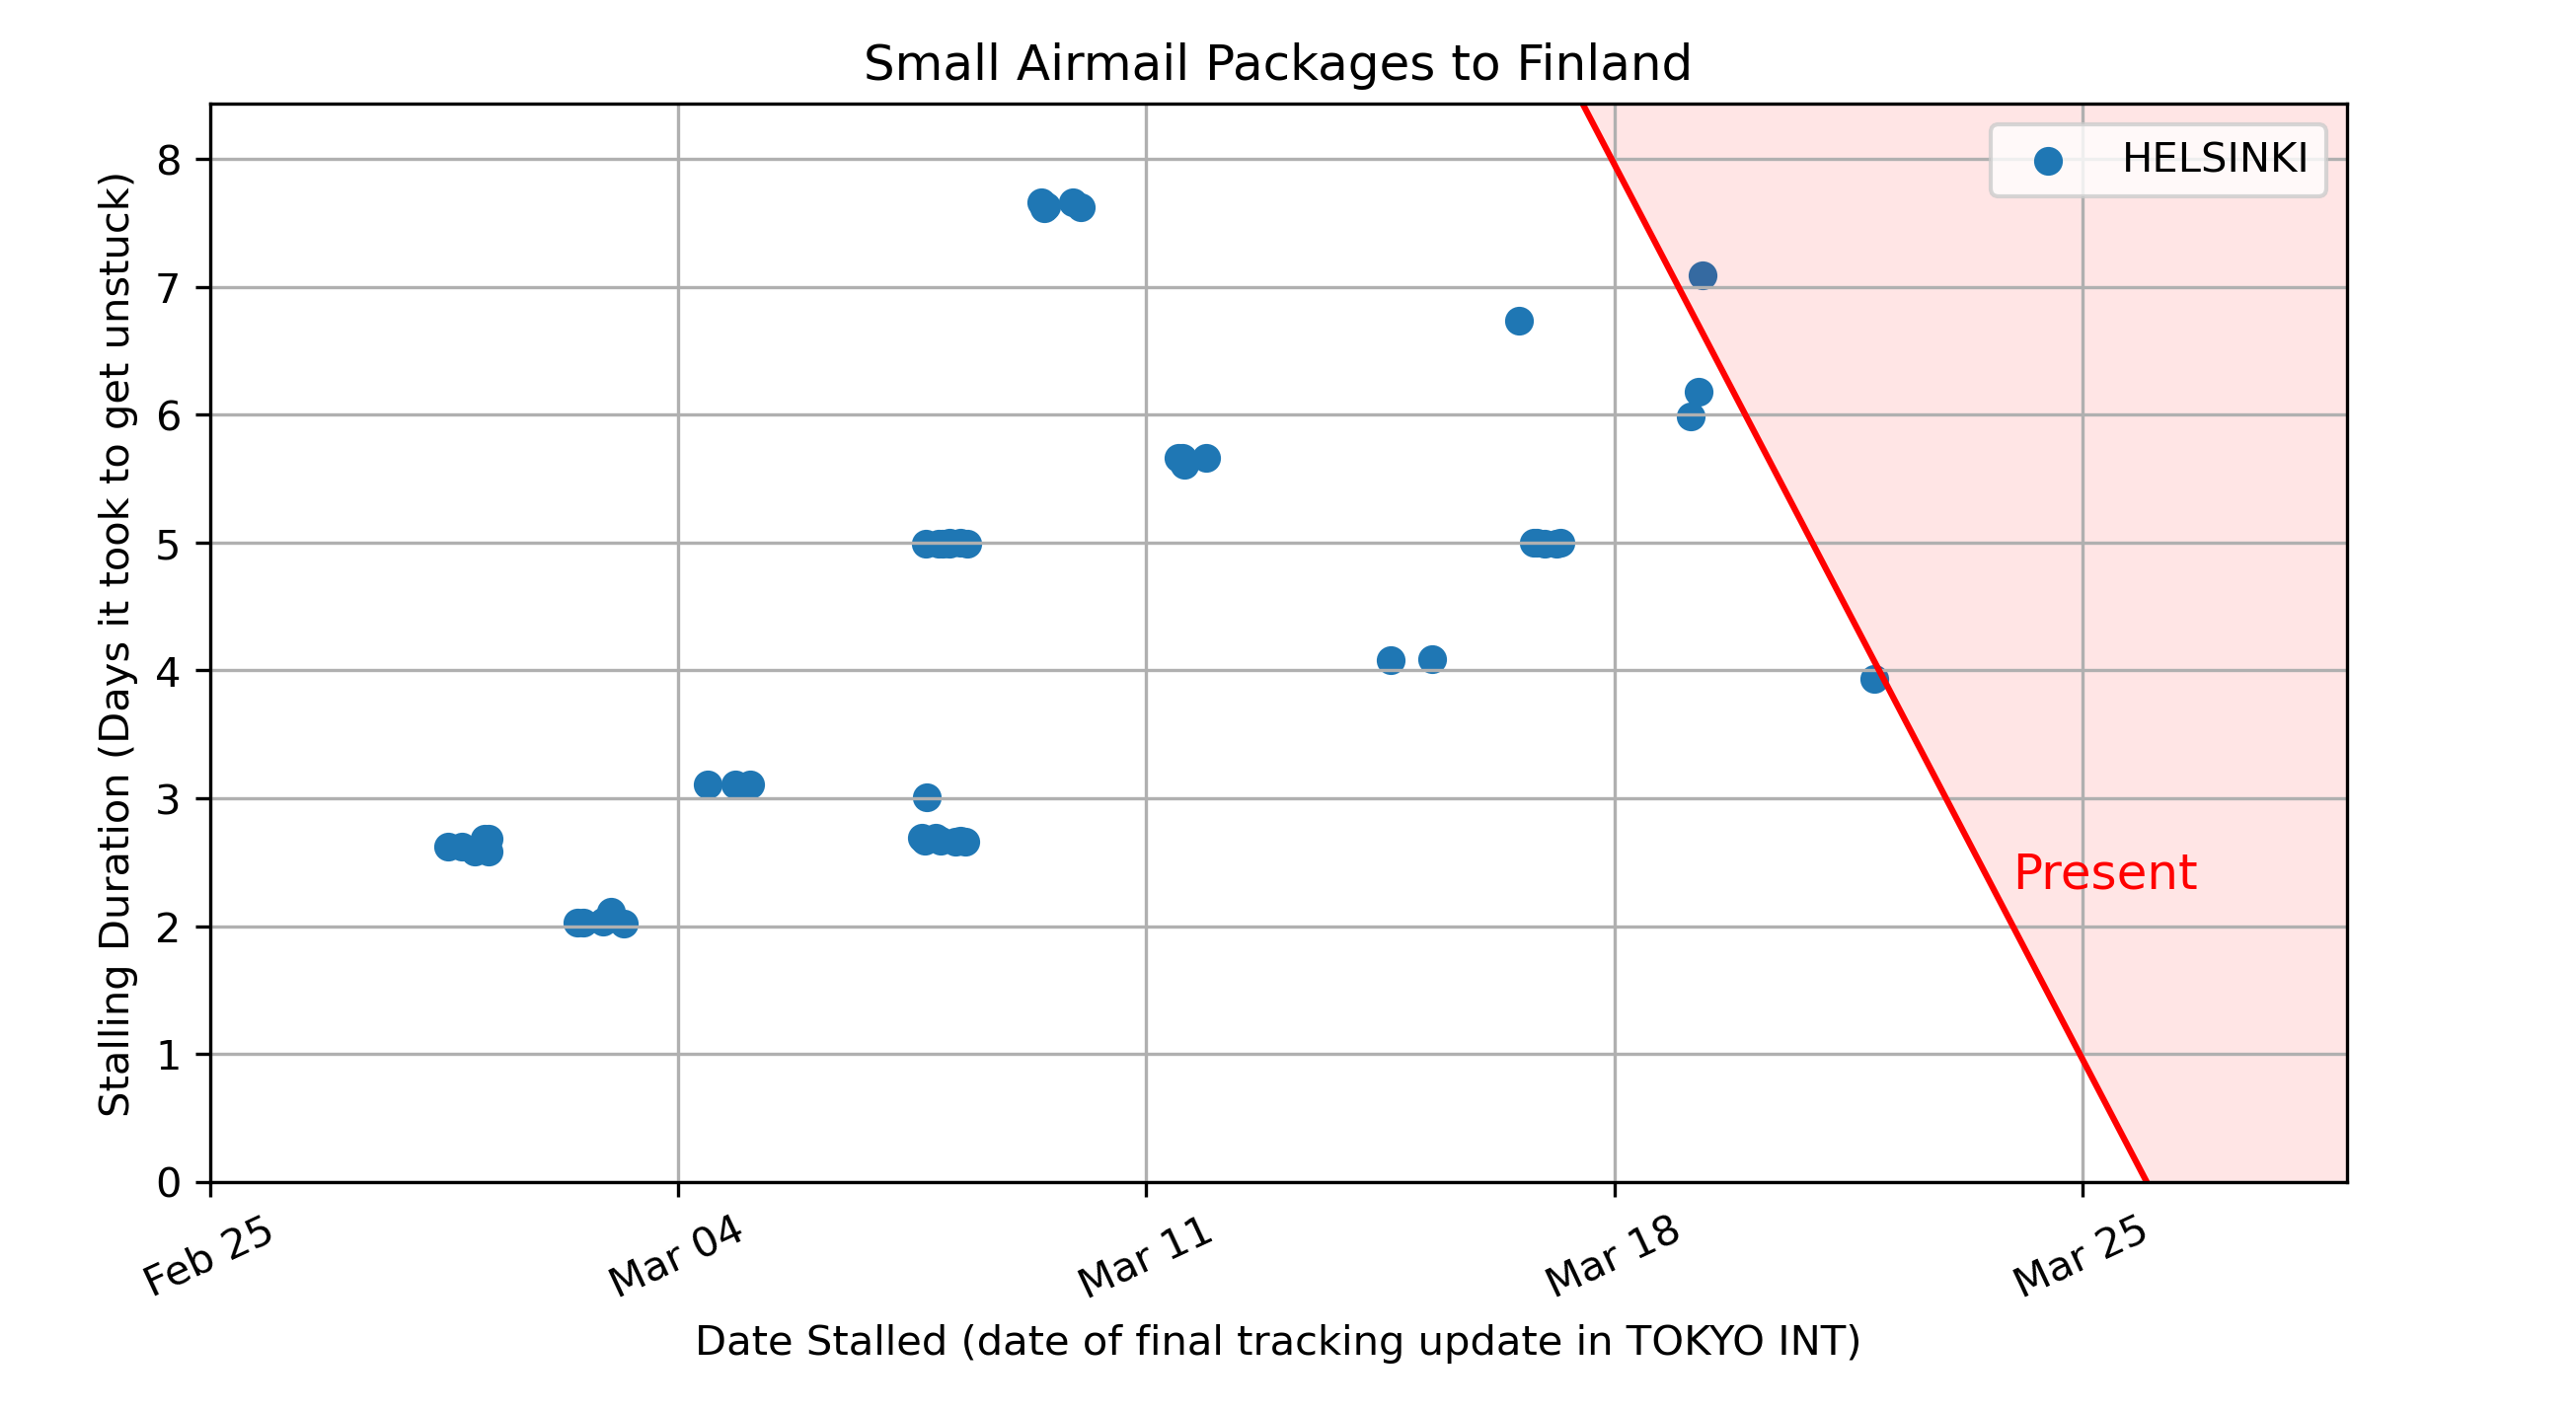 Small Airmail Packages to Finland
HELSINKI
Stalling Duration (Days it took to get unstuck)
8
7
6
5
4
3
2
1
0
Present
Feb 25
Mar 04
Mar 11
Mar 18
Mar 25
Date Stalled (date of final tracking update in TOKYO INT)